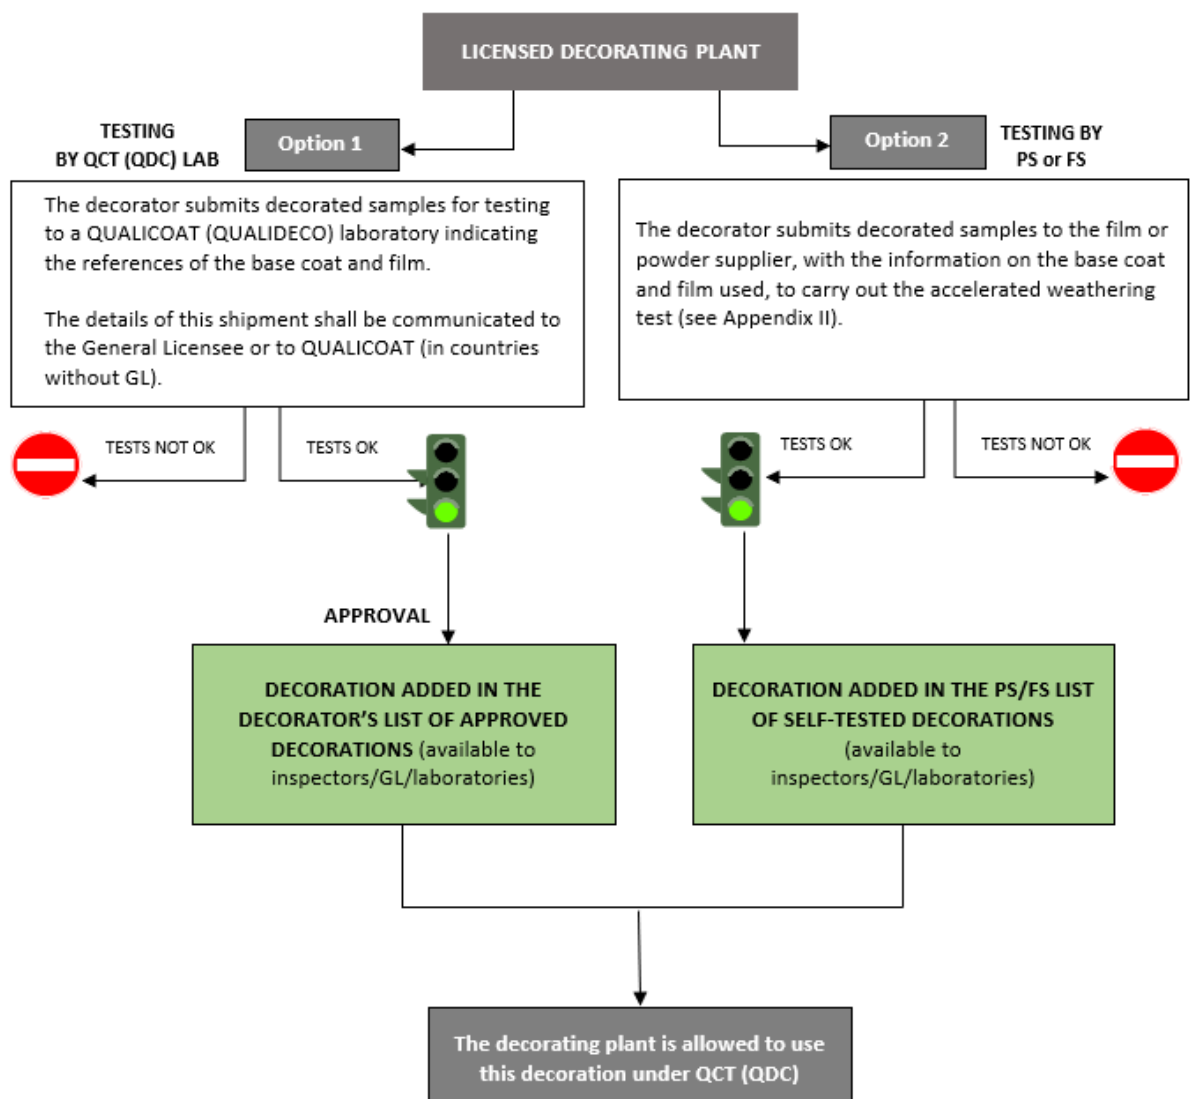 LICENSED DECORATING PLANT
TESTING
BY QCT (QDC) LAB
Option 1
Option 2
TESTING BY
PS or FS
The decorator submits decorated samples for testing
to a QUALICOAT (QUALIDECO) laboratory indicating
the references of the base coat and film.
The details of this shipment shall be communicated to
the General Licensee or to QUALICOAT (in countries
without GL).
The decorator submits decorated samples to the film or
powder supplier, with the information on the base coat
and film used, to carry out the accelerated weathering
test (see Appendix II).
TESTS NOT OK
TESTS OK
TESTS OK
TESTS NOT OK
APPROVAL
DECORATION ADDED IN THE
DECORATOR'S LIST OF APPROVED
DECORATIONS (available to
inspectors/GL/laboratories)
DECORATION ADDED IN THE PS/FS LIST
OF SELF-TESTED DECORATIONS
(available to
inspectors/GL/laboratories)
The decorating plant is allowed to use
this decoration under QCT (QDC)